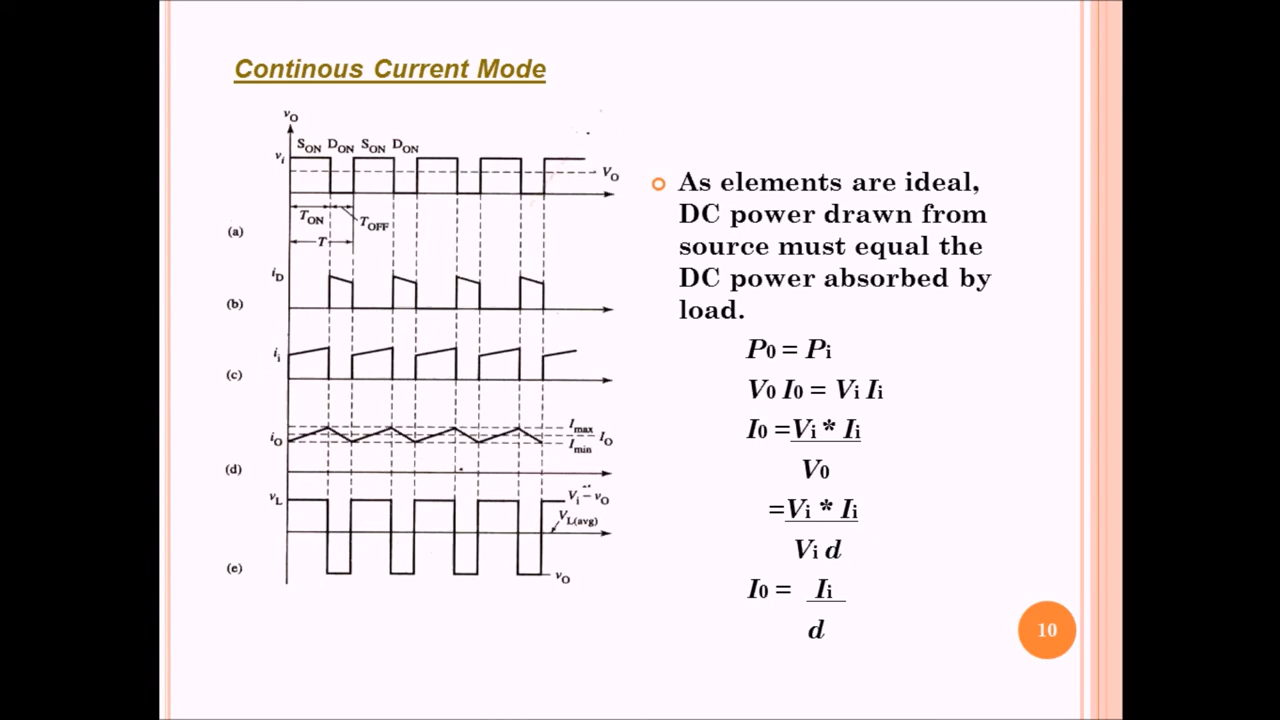 Continous Current Mode
vO
SON DON SON DON
vi
VO
TON
TOFF
T
(a)
iD
(b)
ii
(c)
Imax
iO
IO
Imin
(d)
vL
Vi – vO
VL(avg)
(e)
vO
As elements are ideal,
DC power drawn from
source must equal the
DC power absorbed by
load.
P0 = Pi
V0 I0 = Vi Ii
I0 =Vi * Ii
V0
=Vi * Ii
Vi d
I0 = Ii
d
10